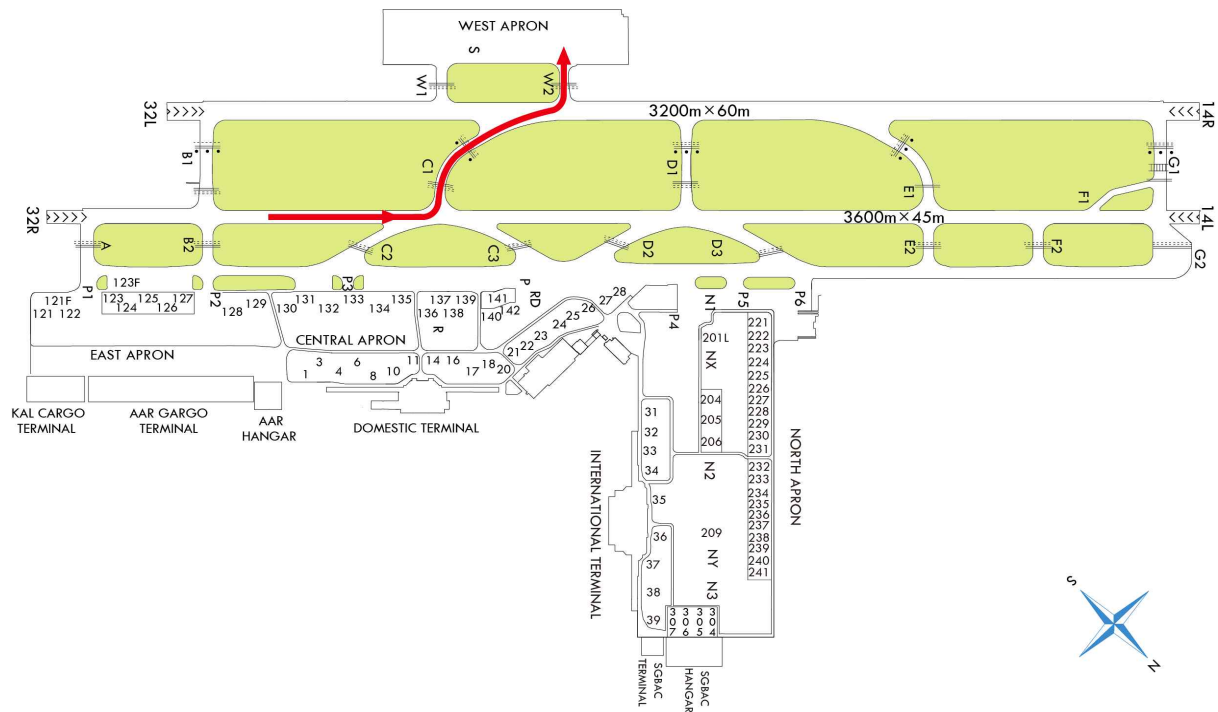 WEST APRON
S
W1
W2
32L
3200m×60m
14R
B1
C1
D1
E1
G1
F1
32R
3600m×45m
14L
A
B2
C2
C3
D2
D3
E2
F2
G2
P1
P2
P3
P
RD
P4
N1
P5
P6
123F
121F
121
122
123
124
125
126
127
128
129
130
131
132
133
134
135
136
137
138
139
140
141
142
R
EAST APRON
CENTRAL APRON
1
3
4
6
8
10
11
14
16
17
18
20
21
22
23
24
25
26
27
28
KAL CARGO
TERMINAL
AAR GARGO
TERMINAL
AAR
HANGAR
DOMESTIC TERMINAL
INTERNATIONAL TERMINAL
NORTH APRON
201L
NX
204
205
206
N2
209
NY
N3
31
32
33
34
35
36
37
38
39
221
222
223
224
225
226
227
228
229
230
231
232
233
234
235
236
237
238
239
240
241
307
306
305
304
SGBAC
TERMINAL
SGBAC
HANGAR
S
N